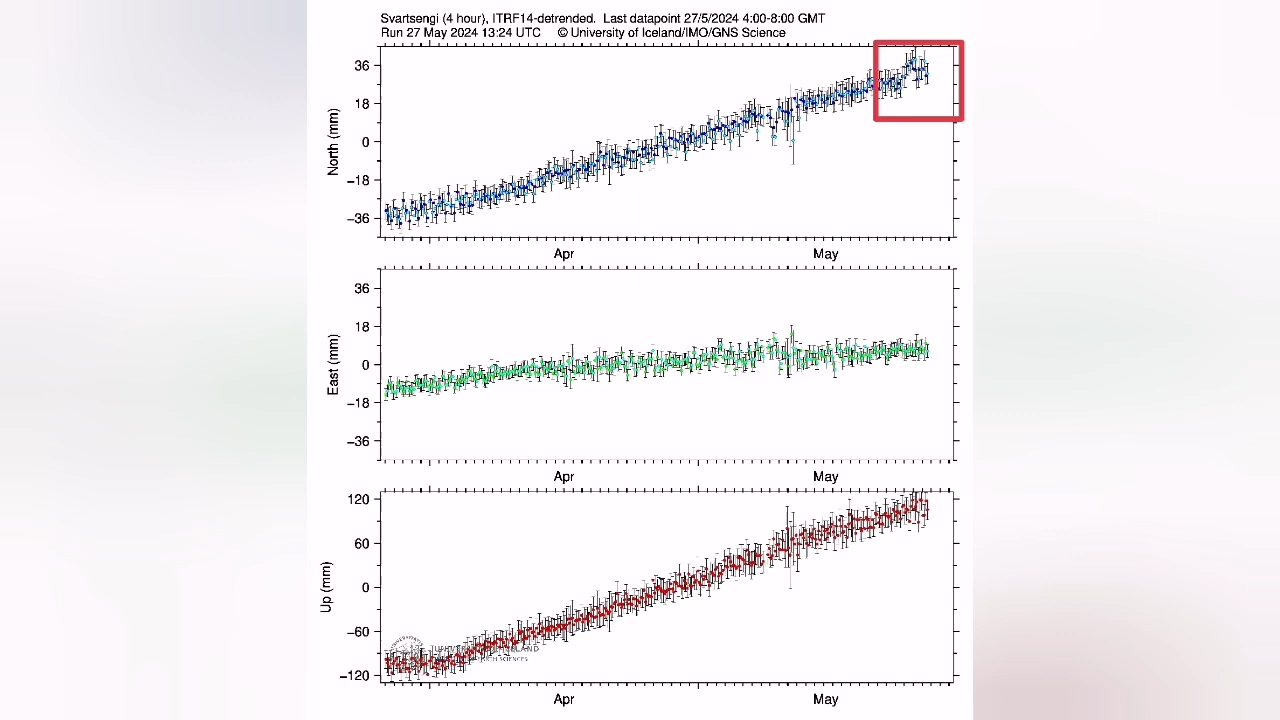 Svartsengi (4 hour), ITRF14-detrended. Last datapoint 27/5/2024 4:00-8:00 GMT
Run 27 May 2024 13:24 UTC © University of Iceland/IMO/GNS Science
36
18
0
−18
−36
North (mm)
Apr May
36
18
0
−18
−36
East (mm)
Apr May
120
60
0
−60
−120
Up (mm)
Apr May